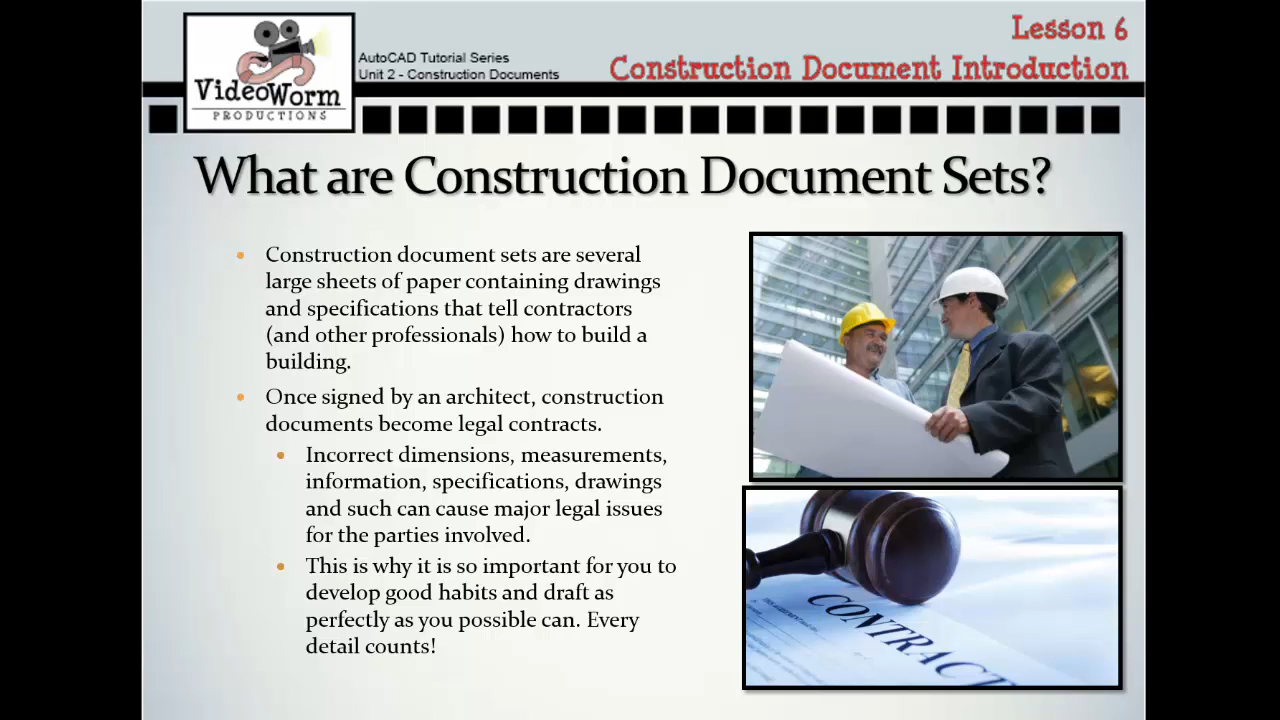 Lesson 6
Construction Document Introduction
AutoCAD Tutorial Series
Unit 2 - Construction Documents
VideoWorm
PRODUCTIONS
What are Construction Document Sets?
Construction document sets are several
large sheets of paper containing drawings
and specifications that tell contractors
(and other professionals) how to build a
building.
Once signed by an architect, construction
documents become legal contracts.
Incorrect dimensions, measurements,
information, specifications, drawings
and such can cause major legal issues
for the parties involved.
This is why it is so important for you to
develop good habits and draft as
perfectly as you possible can. Every
detail counts!
CONTRACT